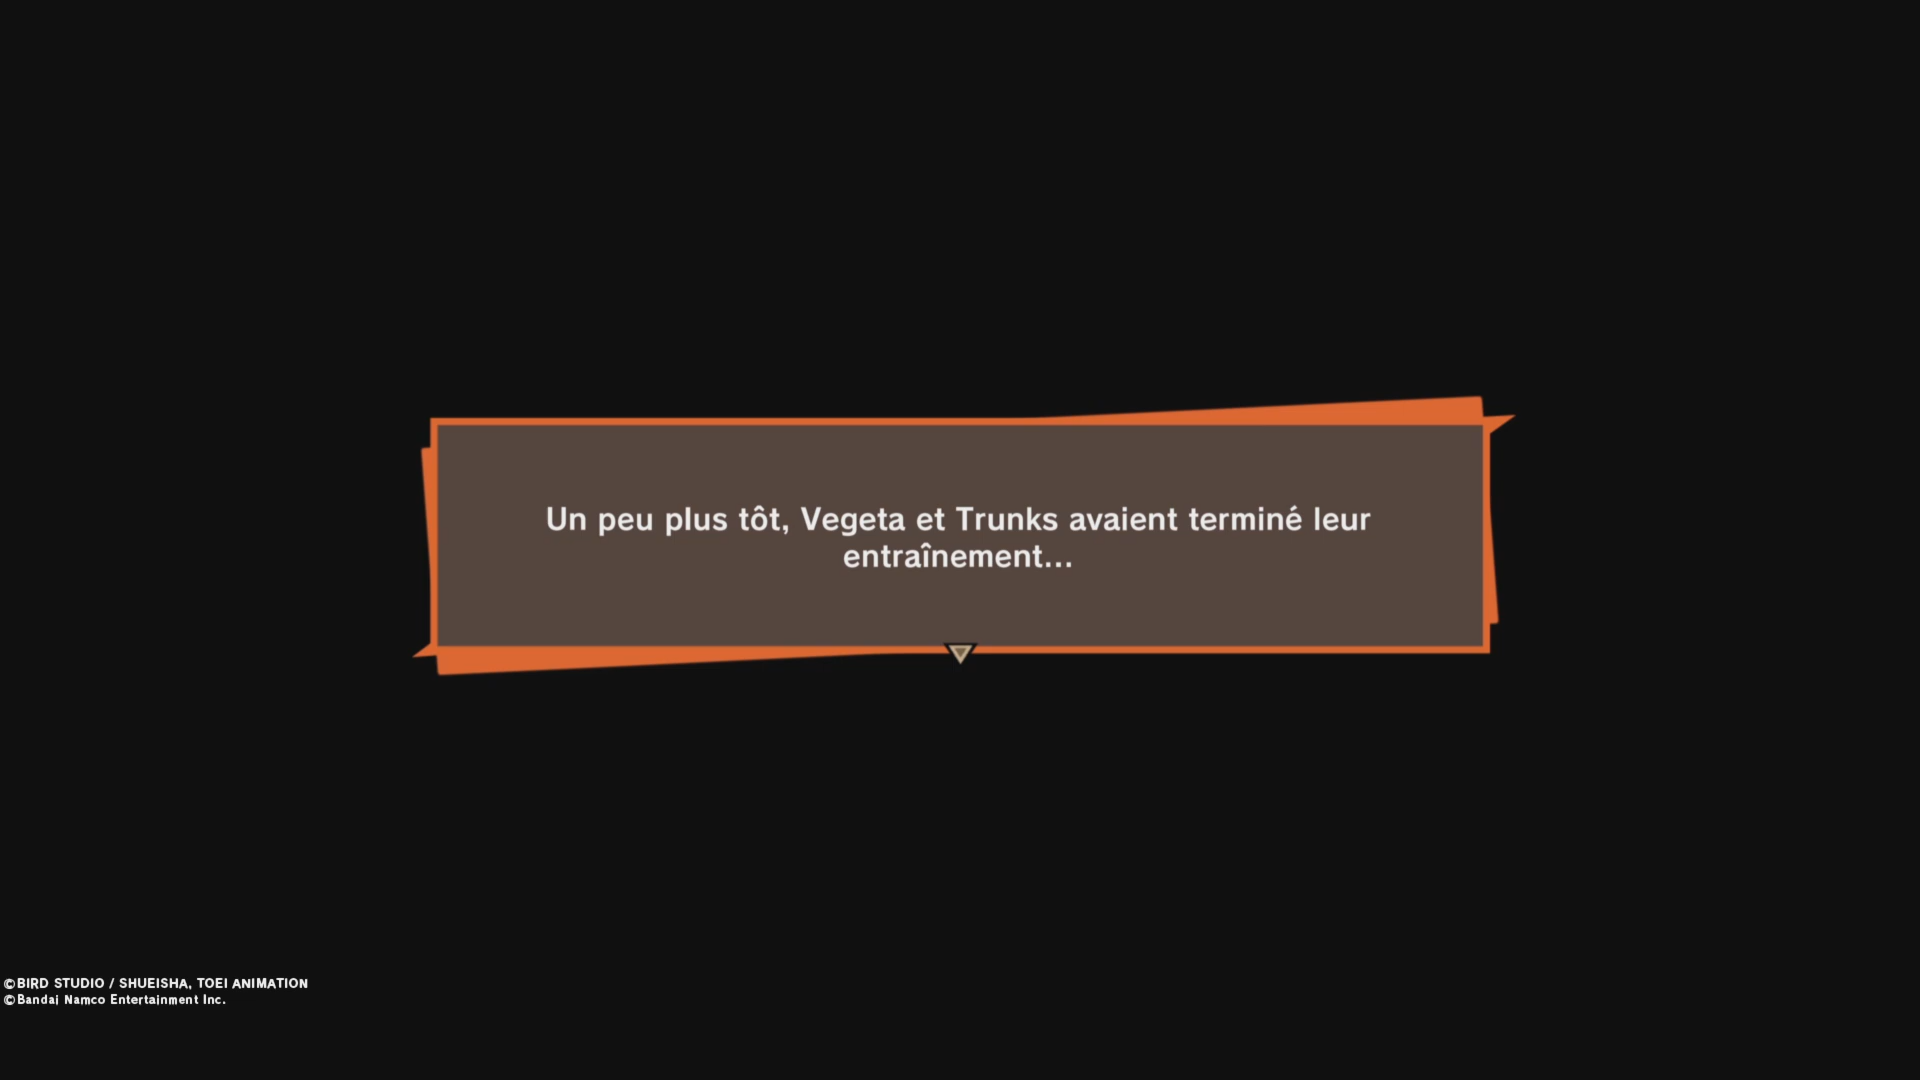 Un peu plus tôt, Vegeta et Trunks avaient terminé leur
entraînement...
©BIRD STUDIO / SHUEISHA, TOEI ANIMATION
©Bandai Namco Entertainment Inc.